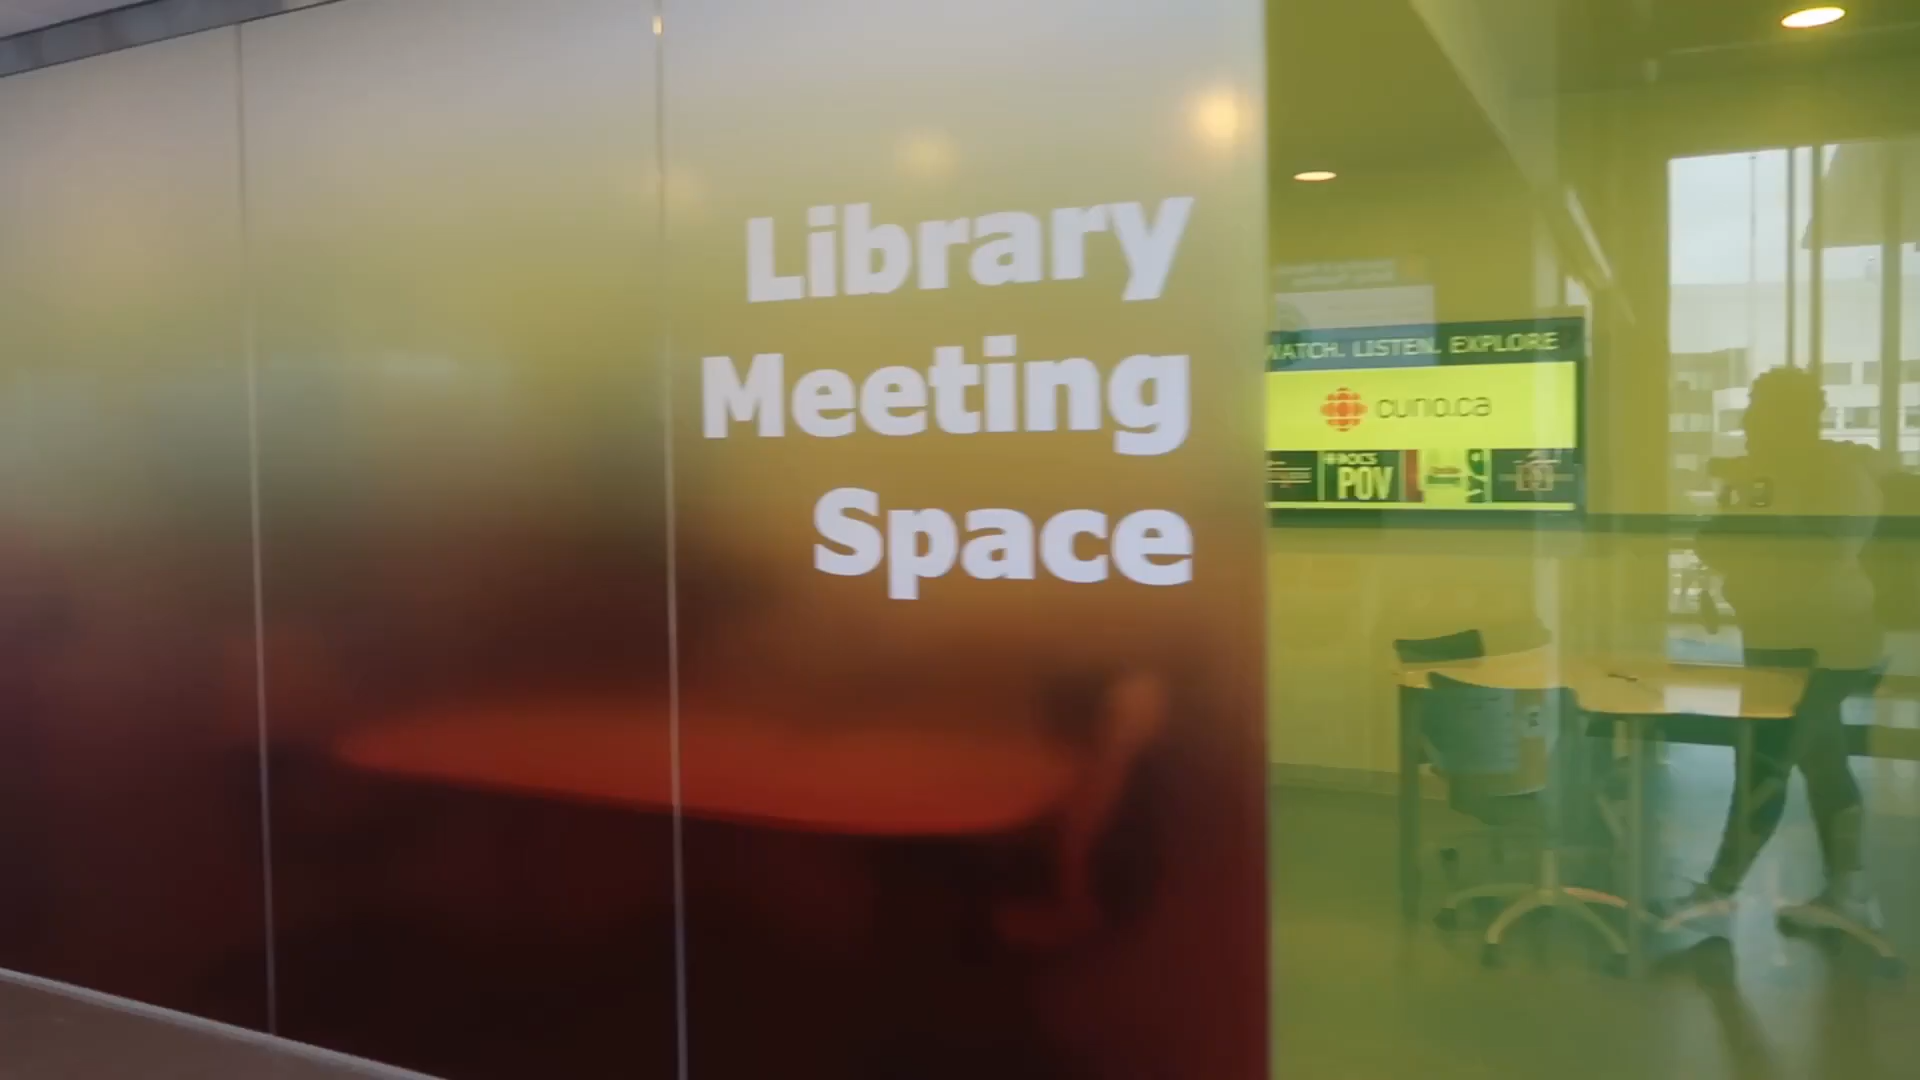 Library
Meeting
Space
WATCH. LISTEN. EXPLORE
curio.ca
POV